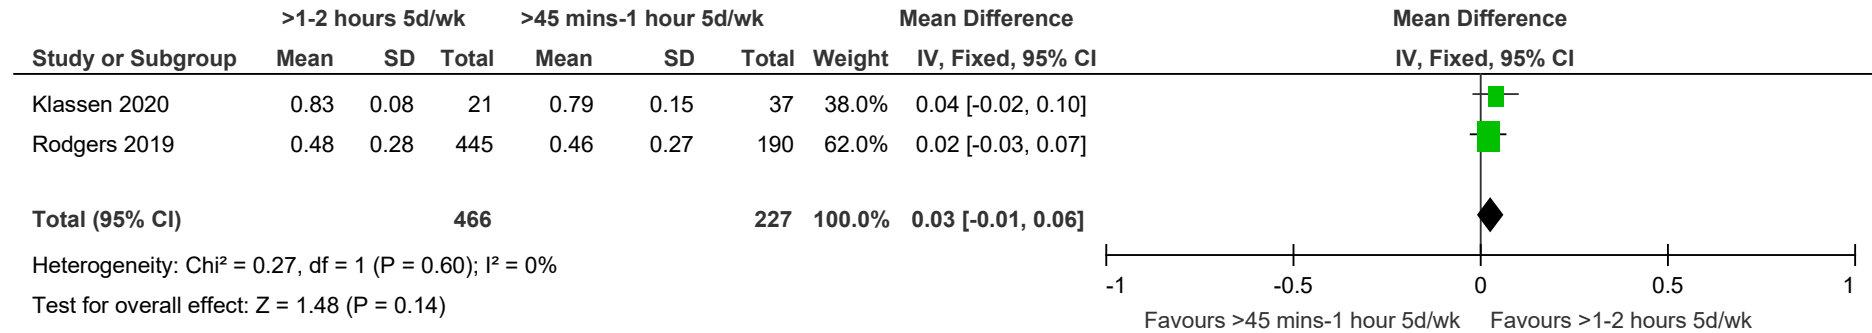 >1-2 hours 5d/wk >45 mins-1 hour 5d/wk Mean Difference Mean Difference
Study or Subgroup Mean SD Total Mean SD Total Weight IV, Fixed, 95% CI IV, Fixed, 95% CI
Klassen 2020 0.83 0.08 21 0.79 0.15 37 38.0% 0.04 [-0.02, 0.10]
Rodgers 2019 0.48 0.28 445 0.46 0.27 190 62.0% 0.02 [-0.03, 0.07]
Total (95% CI) 466 227 100.0% 0.03 [-0.01, 0.06]
Heterogeneity: Chi² = 0.27, df = 1 (P = 0.60); I² = 0%
Test for overall effect: Z = 1.48 (P = 0.14)
-1 -0.5 0 0.5 1
Favours >45 mins-1 hour 5d/wk Favours >1-2 hours 5d/wk